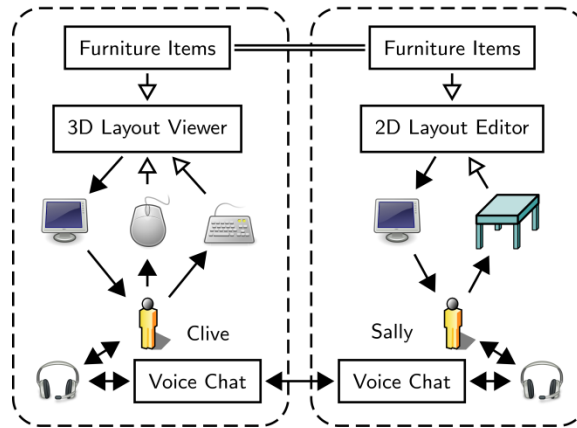 Furniture Items
Furniture Items
3D Layout Viewer
2D Layout Editor
Clive
Sally
Voice Chat
Voice Chat